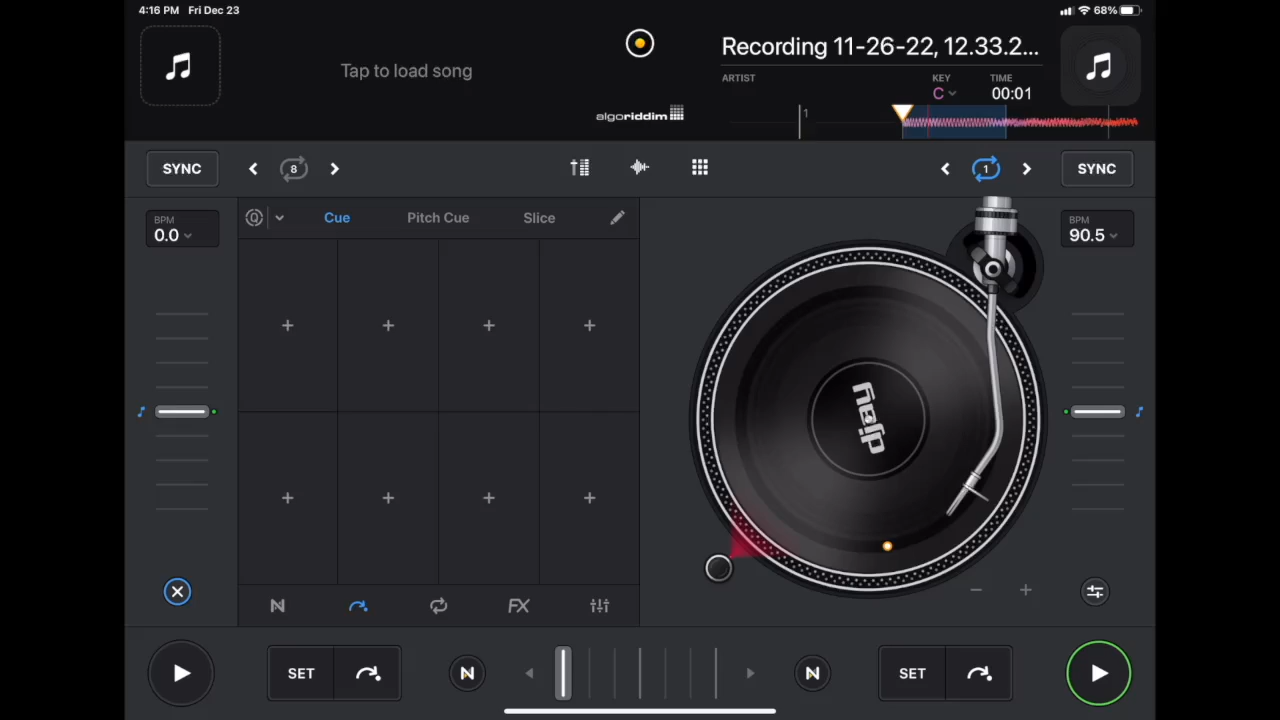 4:16 PM Fri Dec 23
68%
Tap to load song
algoriddim
Recording 11-26-22, 12.33.2...
ARTIST
KEY
C
TIME
00:01
1
SYNC
8
1
SYNC
BPM
0.0
Cue
Pitch Cue
Slice
BPM
90.5
djay
FX
SET
N
N
SET